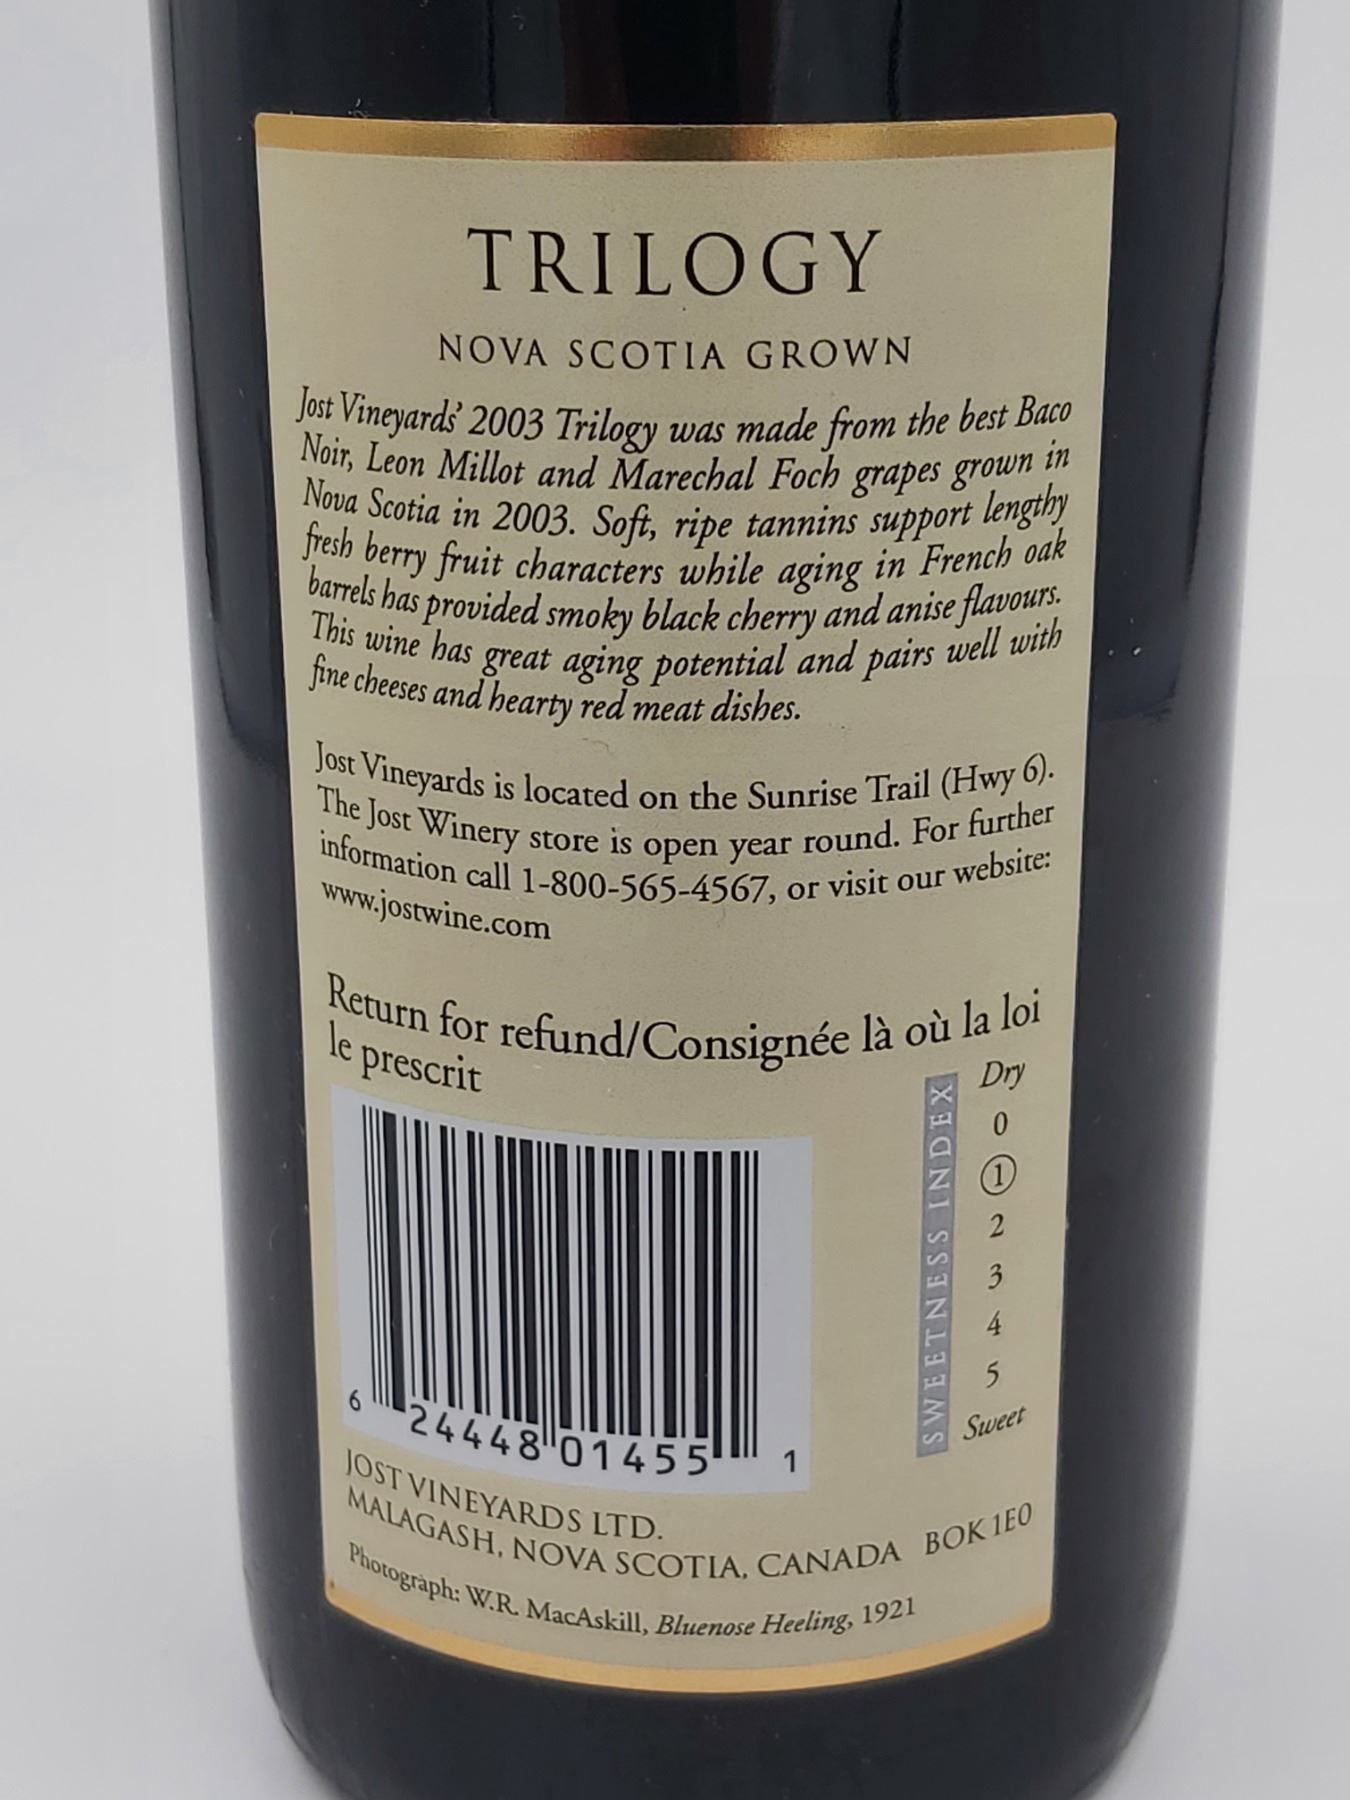 TRILOGY
NOVA SCOTIA GROWN
Jost Vineyards' 2003 Trilogy was made from the best Baco
Noir, Leon Millot and Marechal Foch grapes grown in
Nova Scotia in 2003. Soft, ripe tannins support lengthy
fresh berry fruit characters while aging in French oak
barrels has provided smoky black cherry and anise flavours.
This wine has great aging potential and pairs well with
fine cheeses and hearty red meat dishes.
Jost Vineyards is located on the Sunrise Trail (Hwy 6).
The Jost Winery store is open year round. For further
information call 1-800-565-4567, or visit our website:
www.jostwine.com
Return for refund/Consignée là où la loi
le prescrit
SWEETNESS INDEX
Dry
0
1
2
3
4
5
Sweet
6 24448 01455 1
JOST VINEYARDS LTD.
MALAGASH, NOVA SCOTIA, CANADA BOK 1E0
Photograph: W.R. MacAskill, Bluenose Heeling, 1921